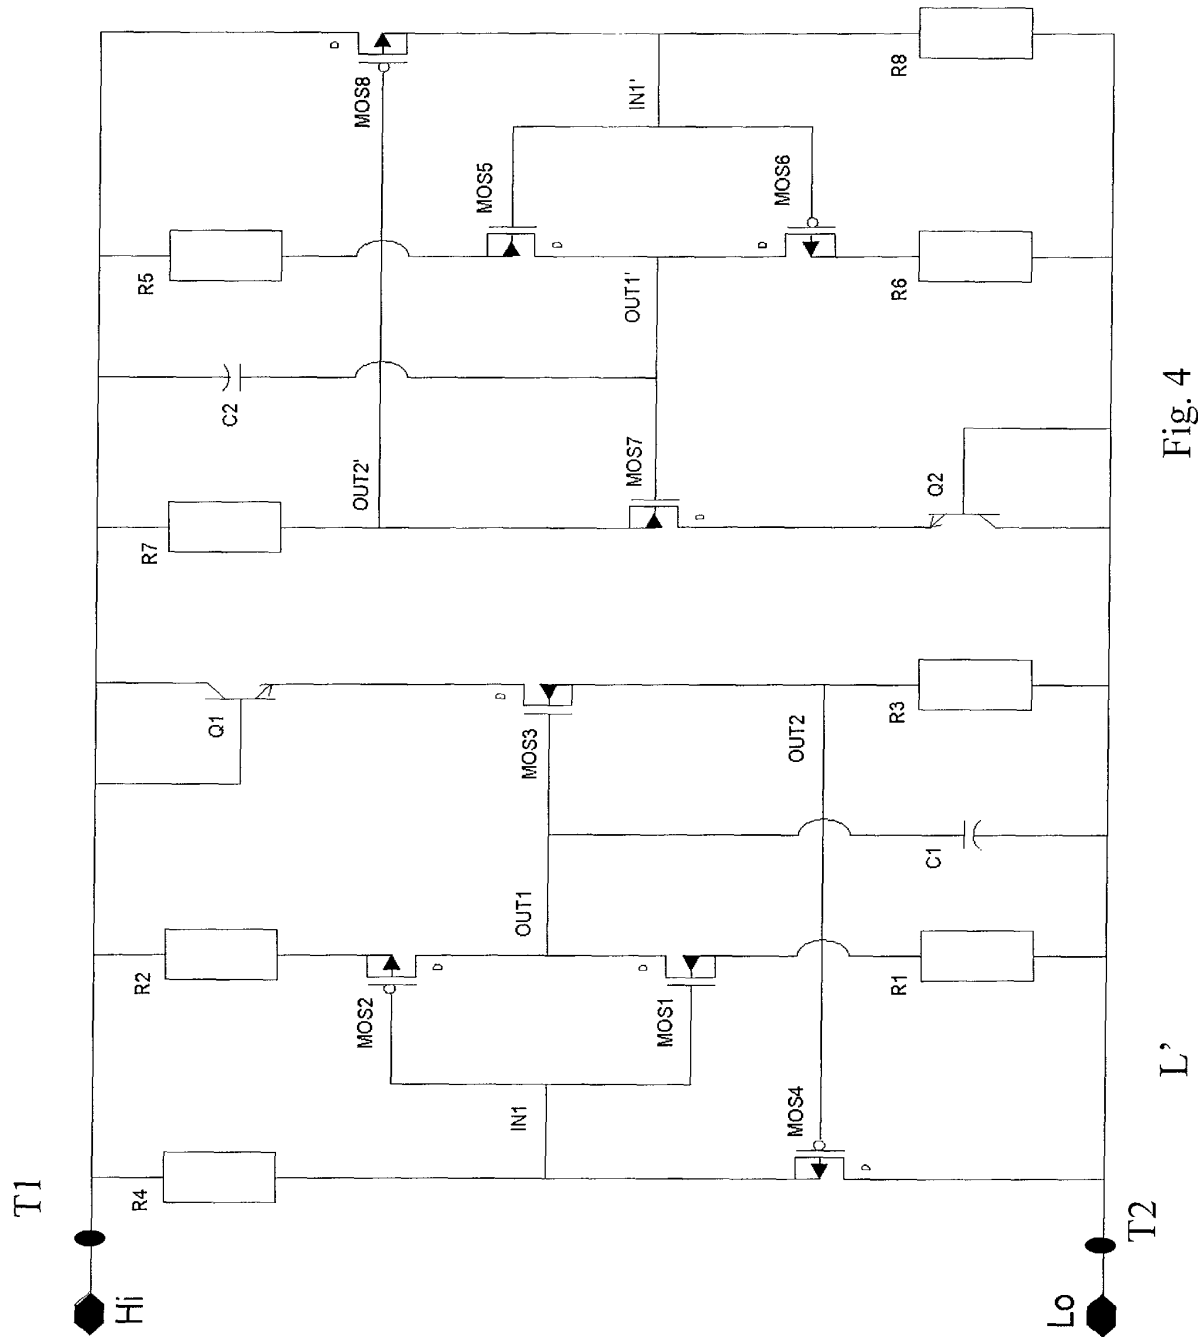 T1
Hi
R4
R2
Q1
R7
C2
R5
D
MOS8
OUT2'
MOS2
D
D
IN1
OUT1
MOS3
MOS7
D
OUT1'
MOS5
D
IN1'
MOS1
D
MOS4
D
OUT2
D
MOS6
R1
C1
R3
Q2
R6
R8
Lo
T2
L'
Fig. 4